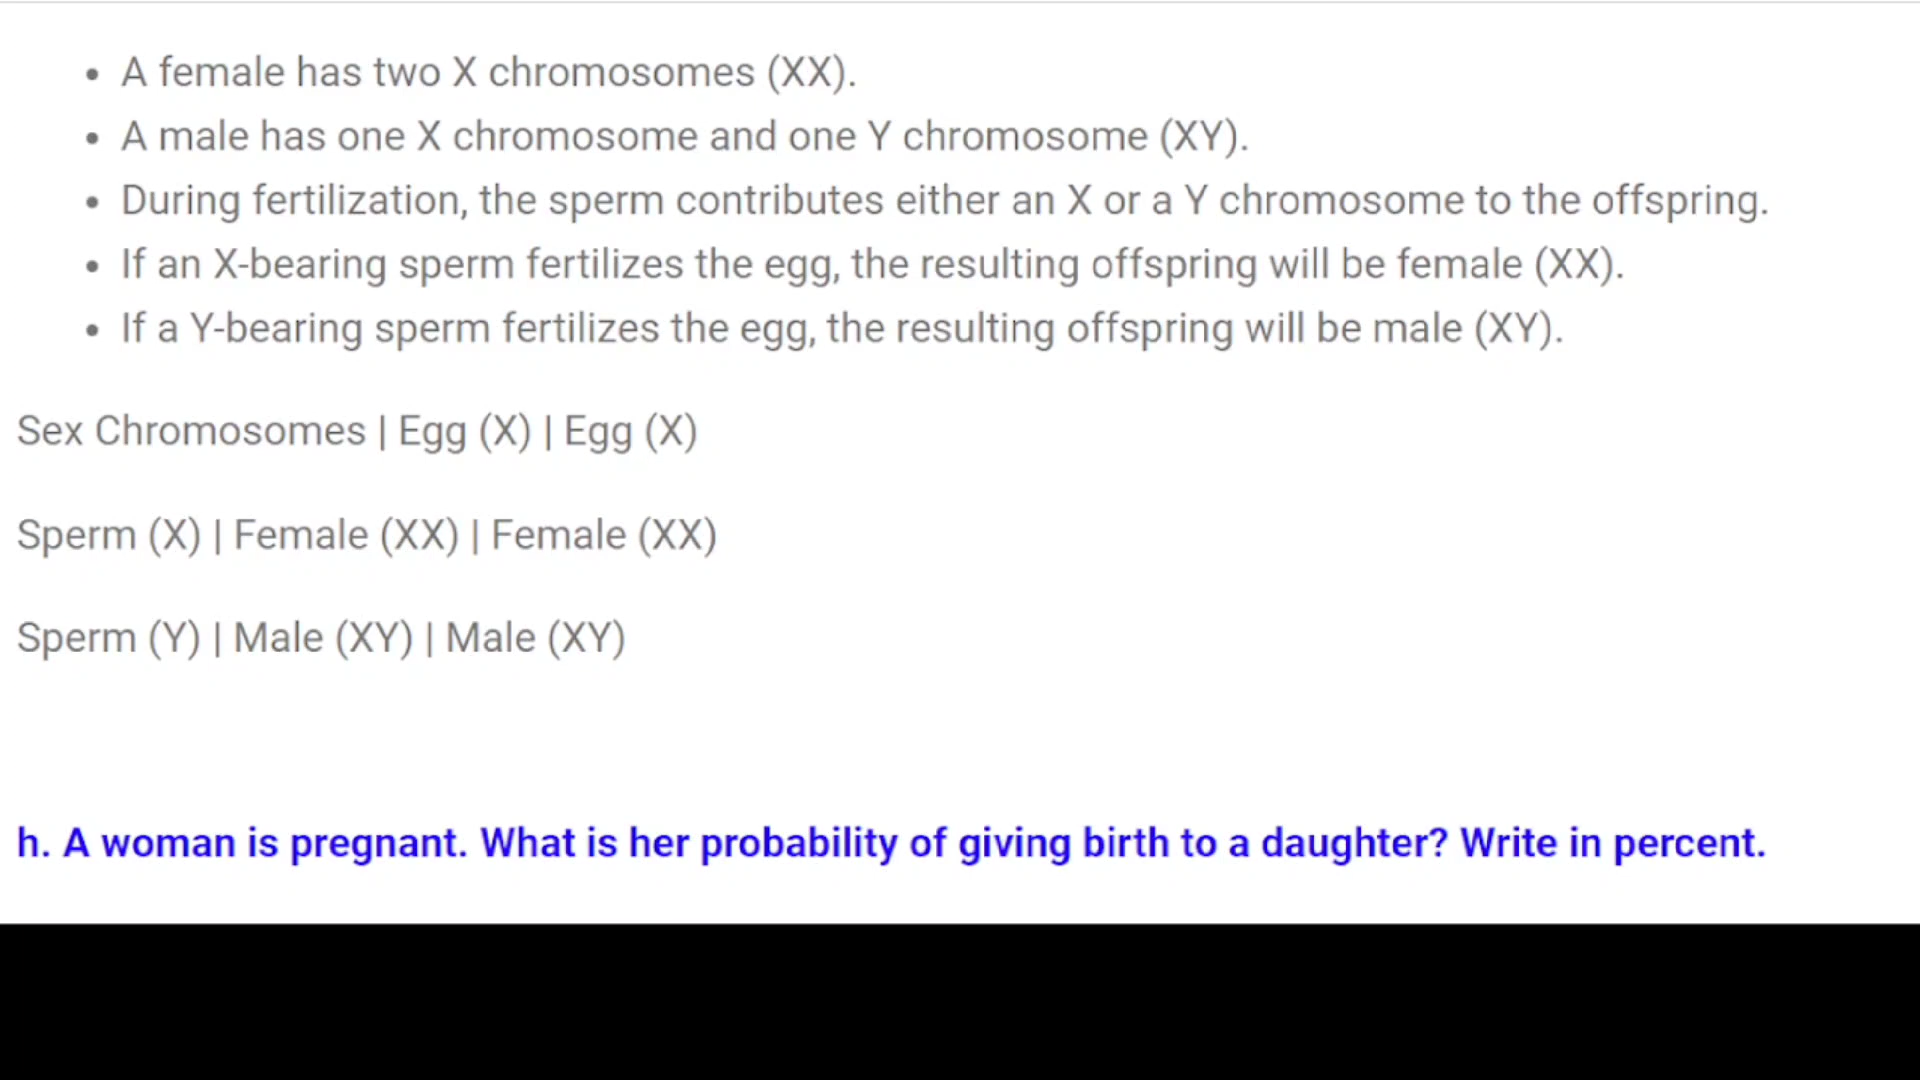 • A female has two X chromosomes (XX).
• A male has one X chromosome and one Y chromosome (XY).
• During fertilization, the sperm contributes either an X or a Y chromosome to the offspring.
• If an X-bearing sperm fertilizes the egg, the resulting offspring will be female (XX).
• If a Y-bearing sperm fertilizes the egg, the resulting offspring will be male (XY).
Sex Chromosomes | Egg (X) | Egg (X)
Sperm (X) | Female (XX) | Female (XX)
Sperm (Y) | Male (XY) | Male (XY)
h. A woman is pregnant. What is her probability of giving birth to a daughter? Write in percent.